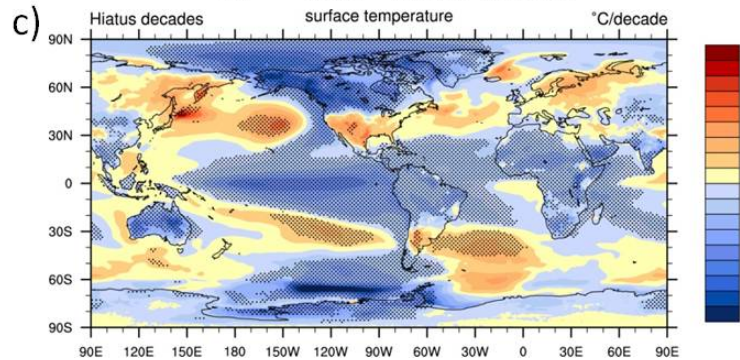 c)
Hiatus decades surface temperature °C/decade
90N
60N
30N
0
30S
60S
90S
90E 120E 150E 180 150W 120W 90W 60W 30W 0 30E 60E 90E